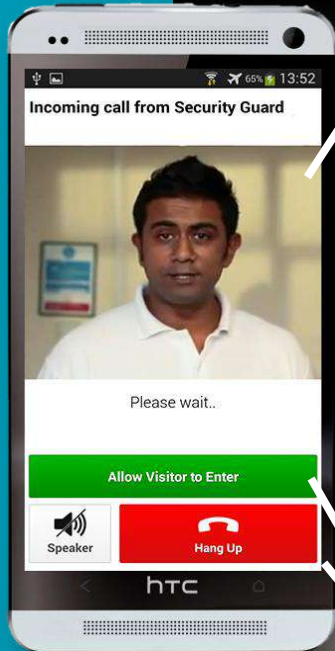 65% 13:52
Incoming call from Security Guard
Please wait..
Allow Visitor to Enter
Speaker
Hang Up
hTC